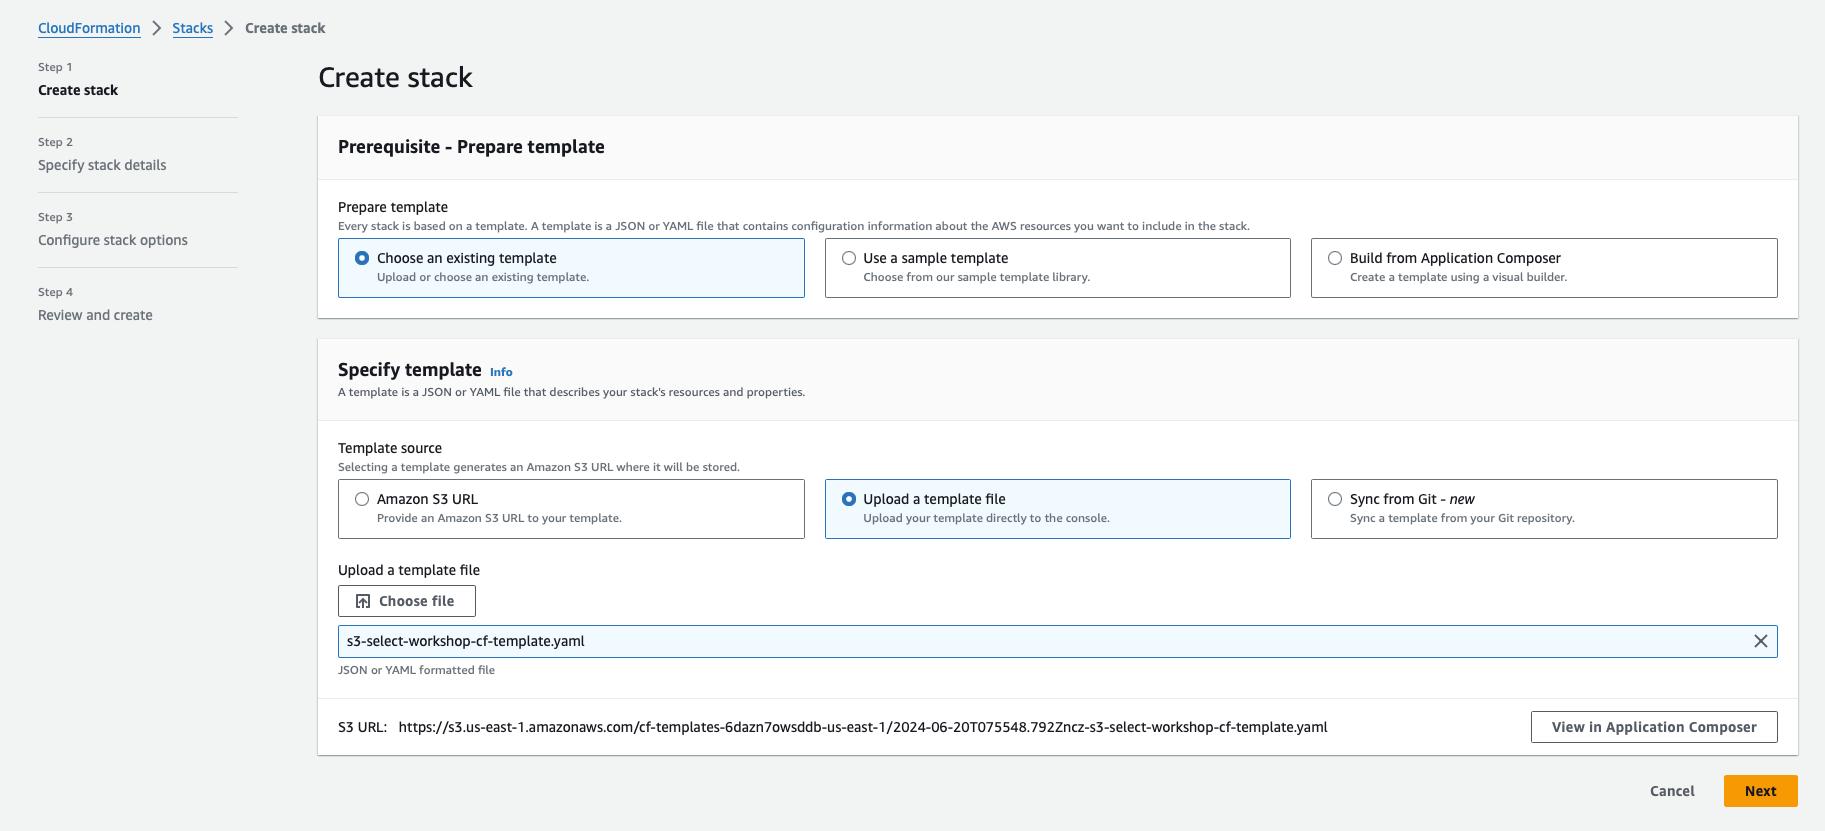 CloudFormation > Stacks > Create stack
Step 1
Create stack
Step 2
Specify stack details
Step 3
Configure stack options
Step 4
Review and create
Create stack
Prerequisite - Prepare template
Prepare template
Every stack is based on a template. A template is a JSON or YAML file that contains configuration information about the AWS resources you want to include in the stack.
Choose an existing template
Upload or choose an existing template.
Use a sample template
Choose from our sample template library.
Build from Application Composer
Create a template using a visual builder.
Specify template Info
A template is a JSON or YAML file that describes your stack's resources and properties.
Template source
Selecting a template generates an Amazon S3 URL where it will be stored.
Amazon S3 URL
Provide an Amazon S3 URL to your template.
Upload a template file
Upload your template directly to the console.
Sync from Git - new
Sync a template from your Git repository.
Upload a template file
Choose file
s3-select-workshop-cf-template.yaml
JSON or YAML formatted file
S3 URL: https://s3.us-east-1.amazonaws.com/cf-templates-6dazn7owsddb-us-east-1/2024-06-20T075548.792Zncz-s3-select-workshop-cf-template.yaml
View in Application Composer
Cancel
Next